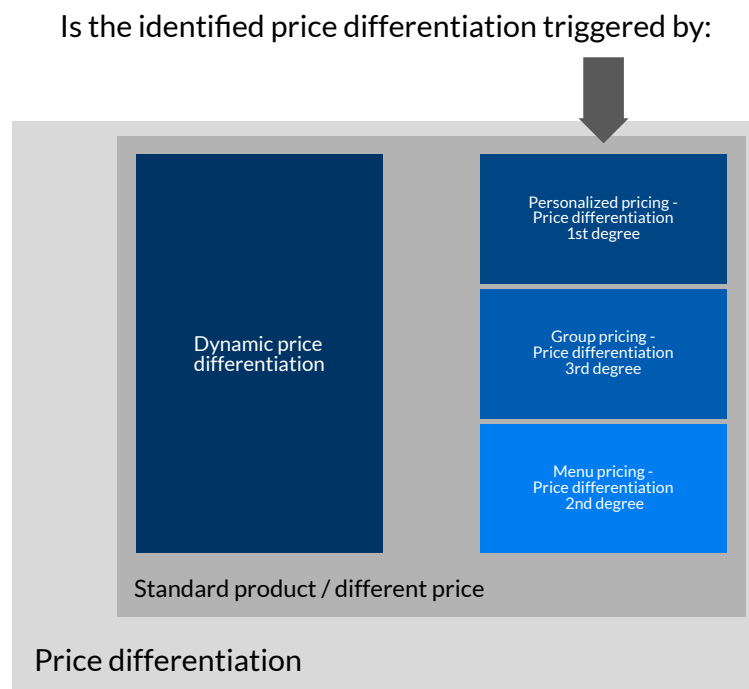 Is the identified price differentiation triggered by:
Personalized pricing -
Price differentiation
1st degree
Dynamic price
differentiation
Group pricing -
Price differentiation
3rd degree
Menu pricing -
Price differentiation
2nd degree
Standard product / different price
Price differentiation